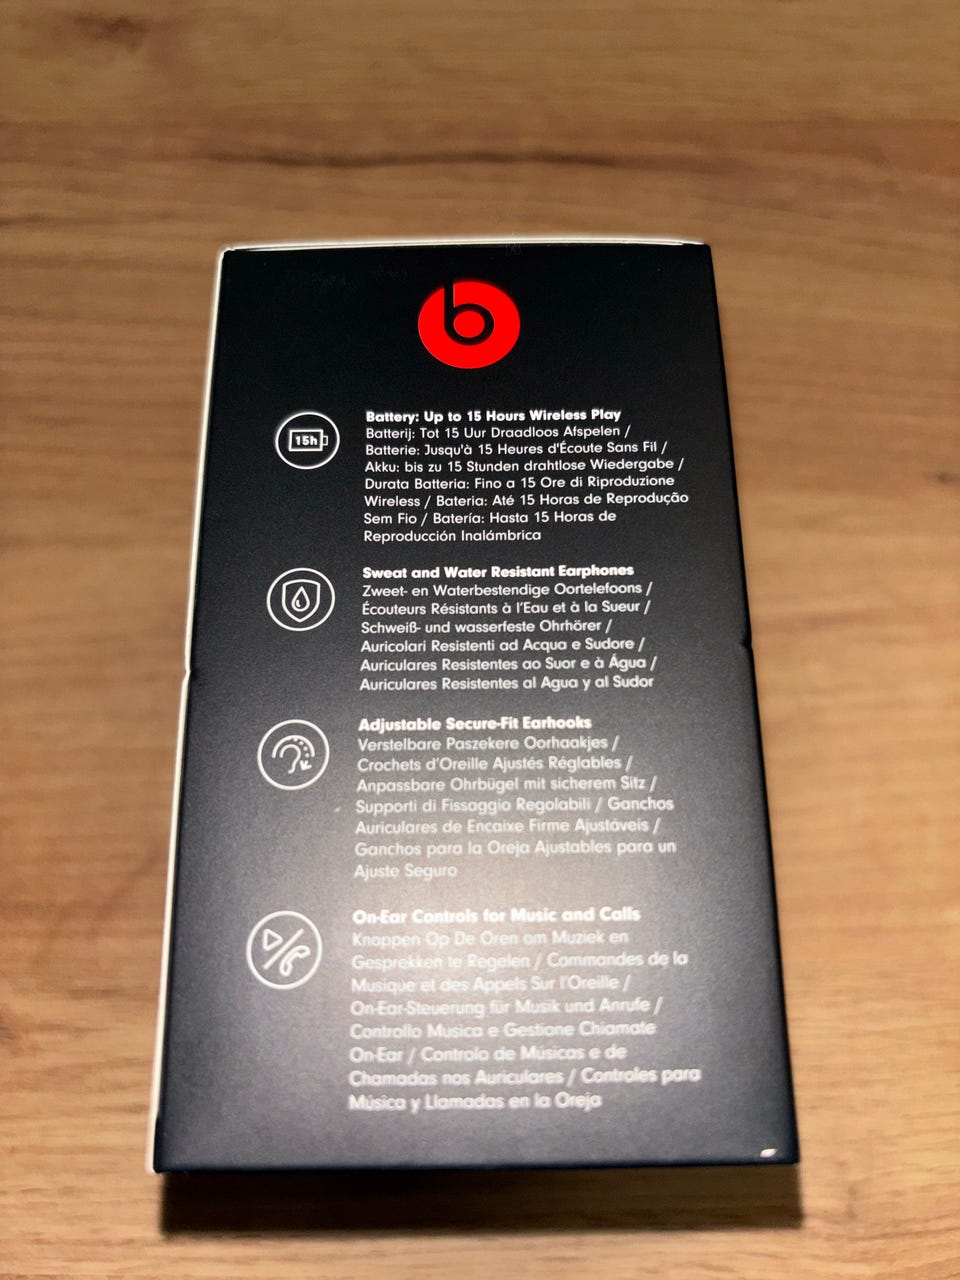 b
15h
Battery: Up to 15 Hours Wireless Play
Batterij: Tot 15 Uur Draadloos Afspelen /
Batterie: Jusqu'à 15 Heures d'Écoute Sans Fil /
Akku: bis zu 15 Stunden drahtlose Wiedergabe /
Durata Batteria: Fino a 15 Ore di Riproduzione
Wireless / Bateria: Até 15 Horas de Reprodução
Sem Fio / Batería: Hasta 15 Horas de
Reproducción Inalámbrica
Sweat and Water Resistant Earphones
Zweet- en Waterbestendige Oortelefoons /
Écouteurs Résistants à l'Eau et à la Sueur /
Schweiß- und wasserfeste Ohrhörer /
Auricolari Resistenti ad Acqua e Sudore /
Auriculares Resistentes ao Suor e à Água /
Auriculares Resistentes al Agua y al Sudor
Adjustable Secure-Fit Earhooks
Verstelbare Paszekere Oorhaakjes /
Crochets d'Oreille Ajustés Réglables /
Anpassbare Ohrbügel mit sicherem Sitz /
Supporti di Fissaggio Regolabili / Ganchos
Auriculares de Encaixe Firme Ajustáveis /
Ganchos para la Oreja Ajustables para un
Ajuste Seguro
On-Ear Controls for Music and Calls
Knoppen Op De Oren om Muziek en
Gesprekken te Regelen / Commandes de la
Musique et des Appels Sur l'Oreille /
On-Ear-Steuerung für Musik und Anrufe /
Controllo Musica e Gestione Chiamate
On-Ear / Controlo de Músicas e de
Chamadas nos Auriculares / Controles para
Música y Llamadas en la Oreja